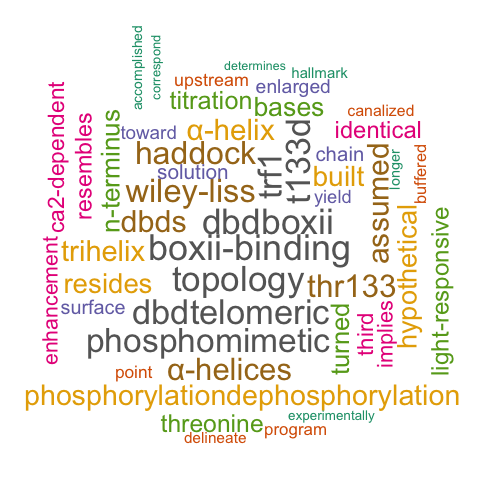 determines
accomplished
correspond
upstream
enlarged
hallmark
titration
bases
canalized
ca2-dependent
resembles
n-terminus
toward
α-helix
trf1
t133d
identical
haddock
chain
longer
buffered
solution
wiley-liss
built
yield
assumed
dbds
dbdboxii
trihelix
boxii-binding
enhancement
resides
topology
thr133
hypothetical
light-responsive
surface
dbdtelomeric
turned
third
implies
phosphomimetic
point
α-helices
phosphorylationdephosphorylation
threonine
experimentally
delineate
program